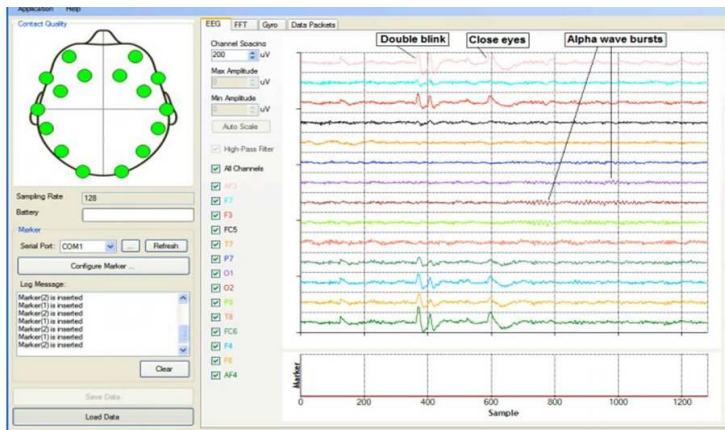 Application Help
Contact Quality
Sampling Rate 128
Battery
Marker
Serial Port: COM1 ... Refresh
Configure Marker ...
Log Message:
Marker(2) is inserted
Marker(1) is inserted
Marker(2) is inserted
Marker(1) is inserted
Marker(2) is inserted
Marker(1) is inserted
Marker(2) is inserted
Clear
Save Data
Load Data
EEG FFT Gyro Data Packets
Channel Spacing
200 uV
Max Amplitude
uV
Min Amplitude
uV
Auto Scale
High-Pass Filter
All Channels
AF3
F7
F3
FC5
T7
P7
O1
O2
P8
T8
FC6
F4
F8
AF4
Double blink Close eyes Alpha wave bursts
Marker
0 200 400 600 800 1000 1200
Sample